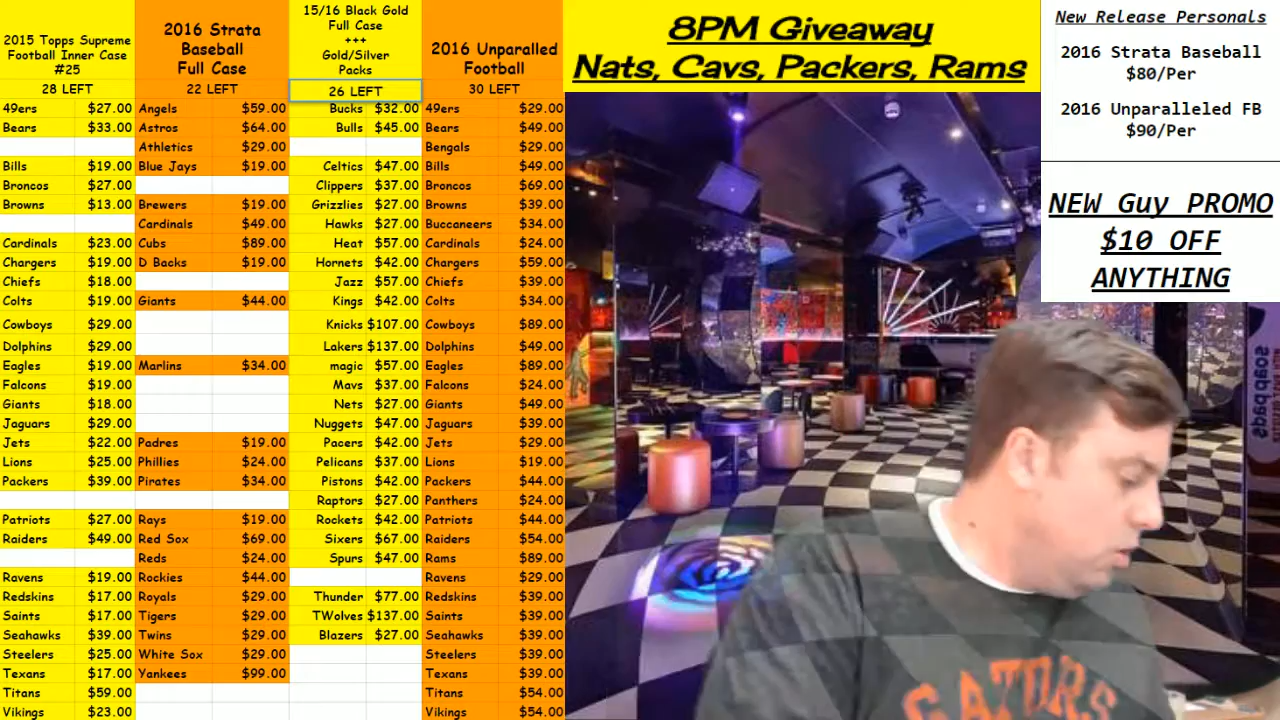 2015 Topps Supreme
Football Inner Case
#25
28 LEFT
49ers $27.00
Bears $33.00
Bills $19.00
Broncos $27.00
Browns $13.00
Cardinals $23.00
Chargers $19.00
Chiefs $18.00
Colts $19.00
Cowboys $29.00
Dolphins $29.00
Eagles $19.00
Falcons $19.00
Giants $18.00
Jaguars $29.00
Jets $22.00
Lions $25.00
Packers $39.00
Patriots $27.00
Raiders $49.00
Ravens $19.00
Redskins $17.00
Saints $17.00
Seahawks $39.00
Steelers $25.00
Texans $17.00
Titans $59.00
Vikings $23.00
2016 Strata
Baseball
Full Case
22 LEFT
Angels $59.00
Astros $64.00
Athletics $29.00
Blue Jays $19.00
Brewers $19.00
Cardinals $49.00
Cubs $89.00
D Backs $19.00
Giants $44.00
Marlins $34.00
Padres $19.00
Phillies $24.00
Pirates $34.00
Rays $19.00
Red Sox $69.00
Reds $24.00
Rockies $44.00
Royals $29.00
Tigers $29.00
Twins $29.00
White Sox $29.00
Yankees $99.00
15/16 Black Gold
Full Case
+++
Gold/Silver
Packs
26 LEFT
Bucks $32.00
Bulls $45.00
Celtics $47.00
Clippers $37.00
Grizzlies $27.00
Hawks $27.00
Heat $57.00
Hornets $42.00
Jazz $57.00
Kings $42.00
Knicks $107.00
Lakers $137.00
magic $57.00
Mavs $37.00
Nets $27.00
Nuggets $47.00
Pacers $42.00
Pelicans $37.00
Pistons $42.00
Raptors $27.00
Rockets $42.00
Sixers $67.00
Spurs $47.00
Thunder $77.00
TWolves $137.00
Blazers $27.00
2016 Unparalled
Football
30 LEFT
49ers $29.00
Bears $49.00
Bengals $29.00
Bills $49.00
Broncos $69.00
Browns $39.00
Buccaneers $34.00
Cardinals $24.00
Chargers $59.00
Chiefs $39.00
Colts $34.00
Cowboys $89.00
Dolphins $49.00
Eagles $89.00
Falcons $24.00
Giants $49.00
Jaguars $39.00
Jets $29.00
Lions $19.00
Packers $44.00
Panthers $24.00
Patriots $44.00
Raiders $54.00
Rams $89.00
Ravens $29.00
Redskins $39.00
Saints $39.00
Seahawks $39.00
Steelers $39.00
Texans $39.00
Titans $54.00
Vikings $54.00
8PM Giveaway
Nats, Cavs, Packers, Rams
New Release Personals
2016 Strata Baseball
$80/Per
2016 Unparalleled FB
$90/Per
NEW Guy PROMO
$10 OFF
ANYTHING
GATORS